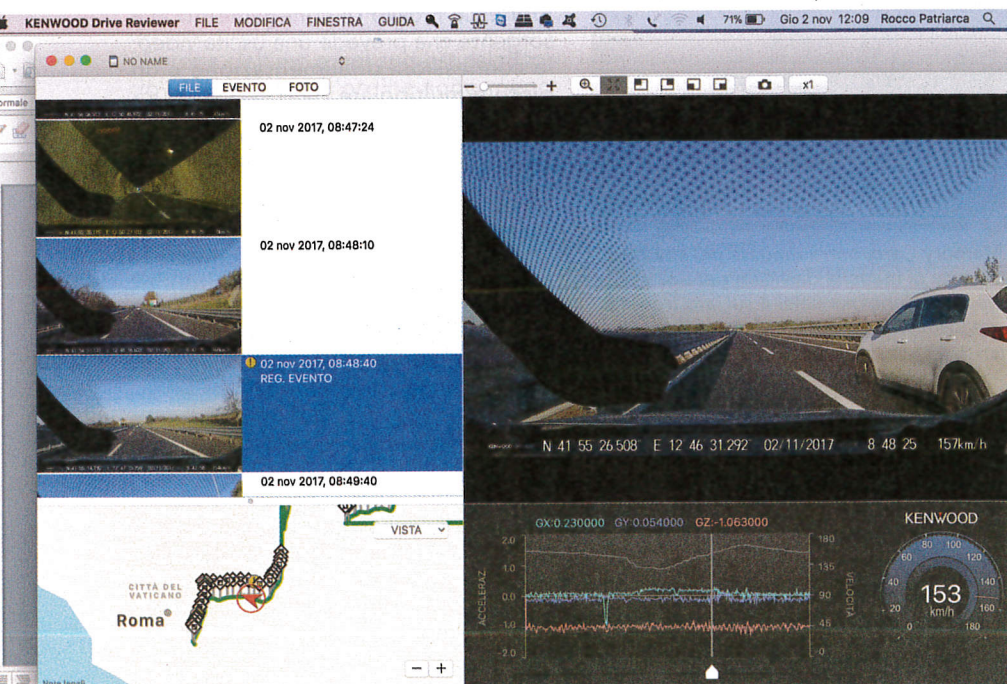 KENWOOD Drive Reviewer FILE MODIFICA FINESTRA GUIDA 71% Gio 2 nov 12:09 Rocco Patriarca
NO NAME
FILE EVENTO FOTO
x1
02 nov 2017, 08:47:24
02 nov 2017, 08:48:10
02 nov 2017, 08:48:40
REG. EVENTO
02 nov 2017, 08:49:40
N 41 55 26.508 E 12 46 31.292 02/11/2017 8 48 25 157km/h
VISTA
CITTÀ DEL
VATICANO
Roma
Note legali
GX:0.230000 GY:0.054000 GZ:-1.063000
2.0
1.0
0.0
1.0
-2.0
ACCELERAZ.
180
135
90
45
0
VELOCITÀ
KENWOOD
0 20 40 60 80 100 120 140 160 180
153
km/h